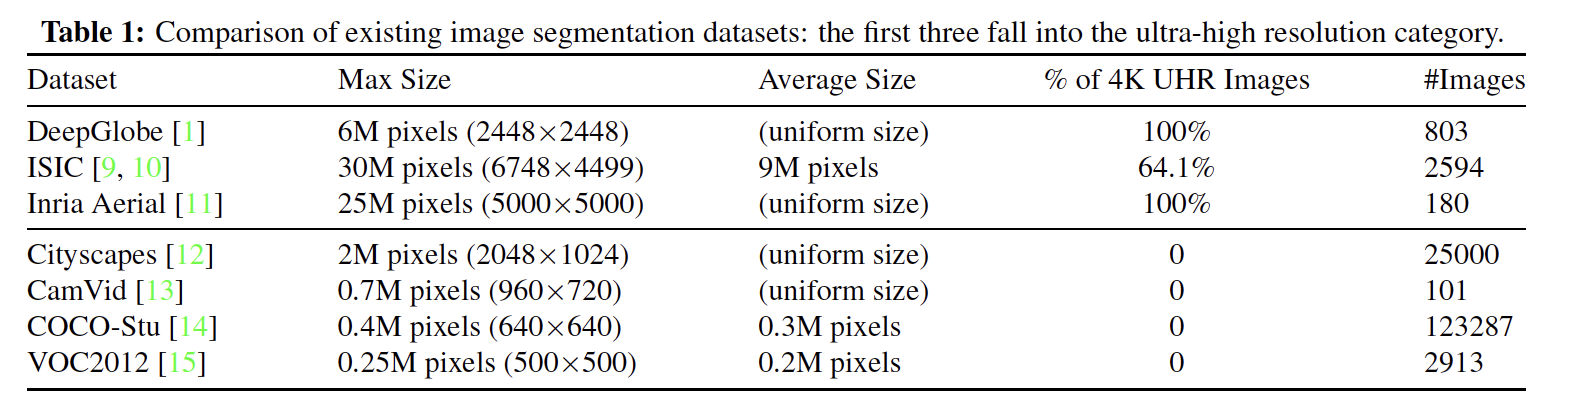 Table 1: Comparison of existing image segmentation datasets: the first three fall into the ultra-high resolution category.
Dataset Max Size Average Size % of 4K UHR Images #Images
DeepGlobe [1] 6M pixels (2448×2448) (uniform size) 100% 803
ISIC [9, 10] 30M pixels (6748×4499) 9M pixels 64.1% 2594
Inria Aerial [11] 25M pixels (5000×5000) (uniform size) 100% 180
Cityscapes [12] 2M pixels (2048×1024) (uniform size) 0 25000
CamVid [13] 0.7M pixels (960×720) (uniform size) 0 101
COCO-Stu [14] 0.4M pixels (640×640) 0.3M pixels 0 123287
VOC2012 [15] 0.25M pixels (500×500) 0.2M pixels 0 2913